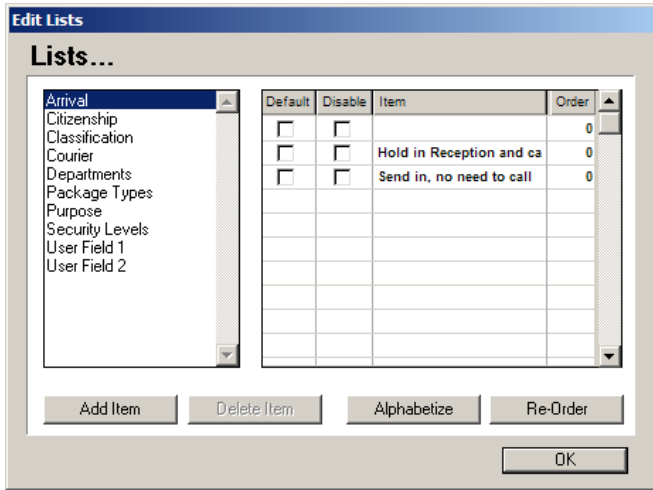 Edit Lists
Lists...
Arrival
Citizenship
Classification
Courier
Departments
Package Types
Purpose
Security Levels
User Field 1
User Field 2
Default Disable Item Order
0
Hold in Reception and ca 0
Send in, no need to call 0
Add Item Delete Item Alphabetize Re-Order
OK